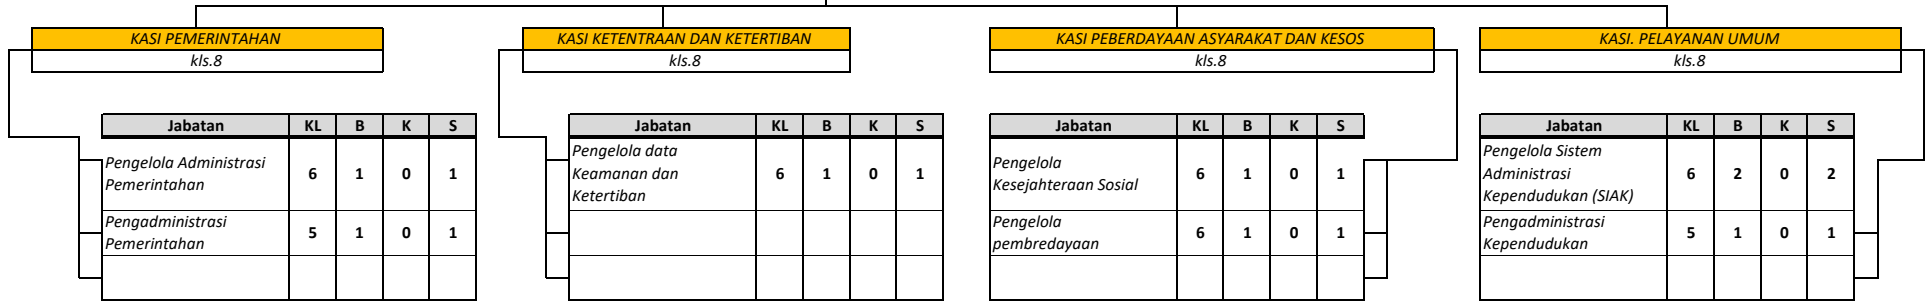 KASI PEMERINTAHAN
kls.8
Jabatan KL B K S
Pengelola Administrasi
Pemerintahan
6 1 0 1
Pengadministrasi
Pemerintahan
5 1 0 1
KASI KETENTRAAN DAN KETERTIBAN
kls.8
Jabatan KL B K S
Pengelola data
Keamanan dan
Ketertiban
6 1 0 1
KASI PEBERDAYAAN ASYARAKAT DAN KESOS
kls.8
Jabatan KL B K S
Pengelola
Kesejahteraan Sosial
6 1 0 1
Pengelola
pembredayaan
6 1 0 1
KASI. PELAYANAN UMUM
kls.8
Jabatan KL B K S
Pengelola Sistem
Administrasi
Kependudukan (SIAK)
6 2 0 2
Pengadministrasi
Kependudukan
5 1 0 1